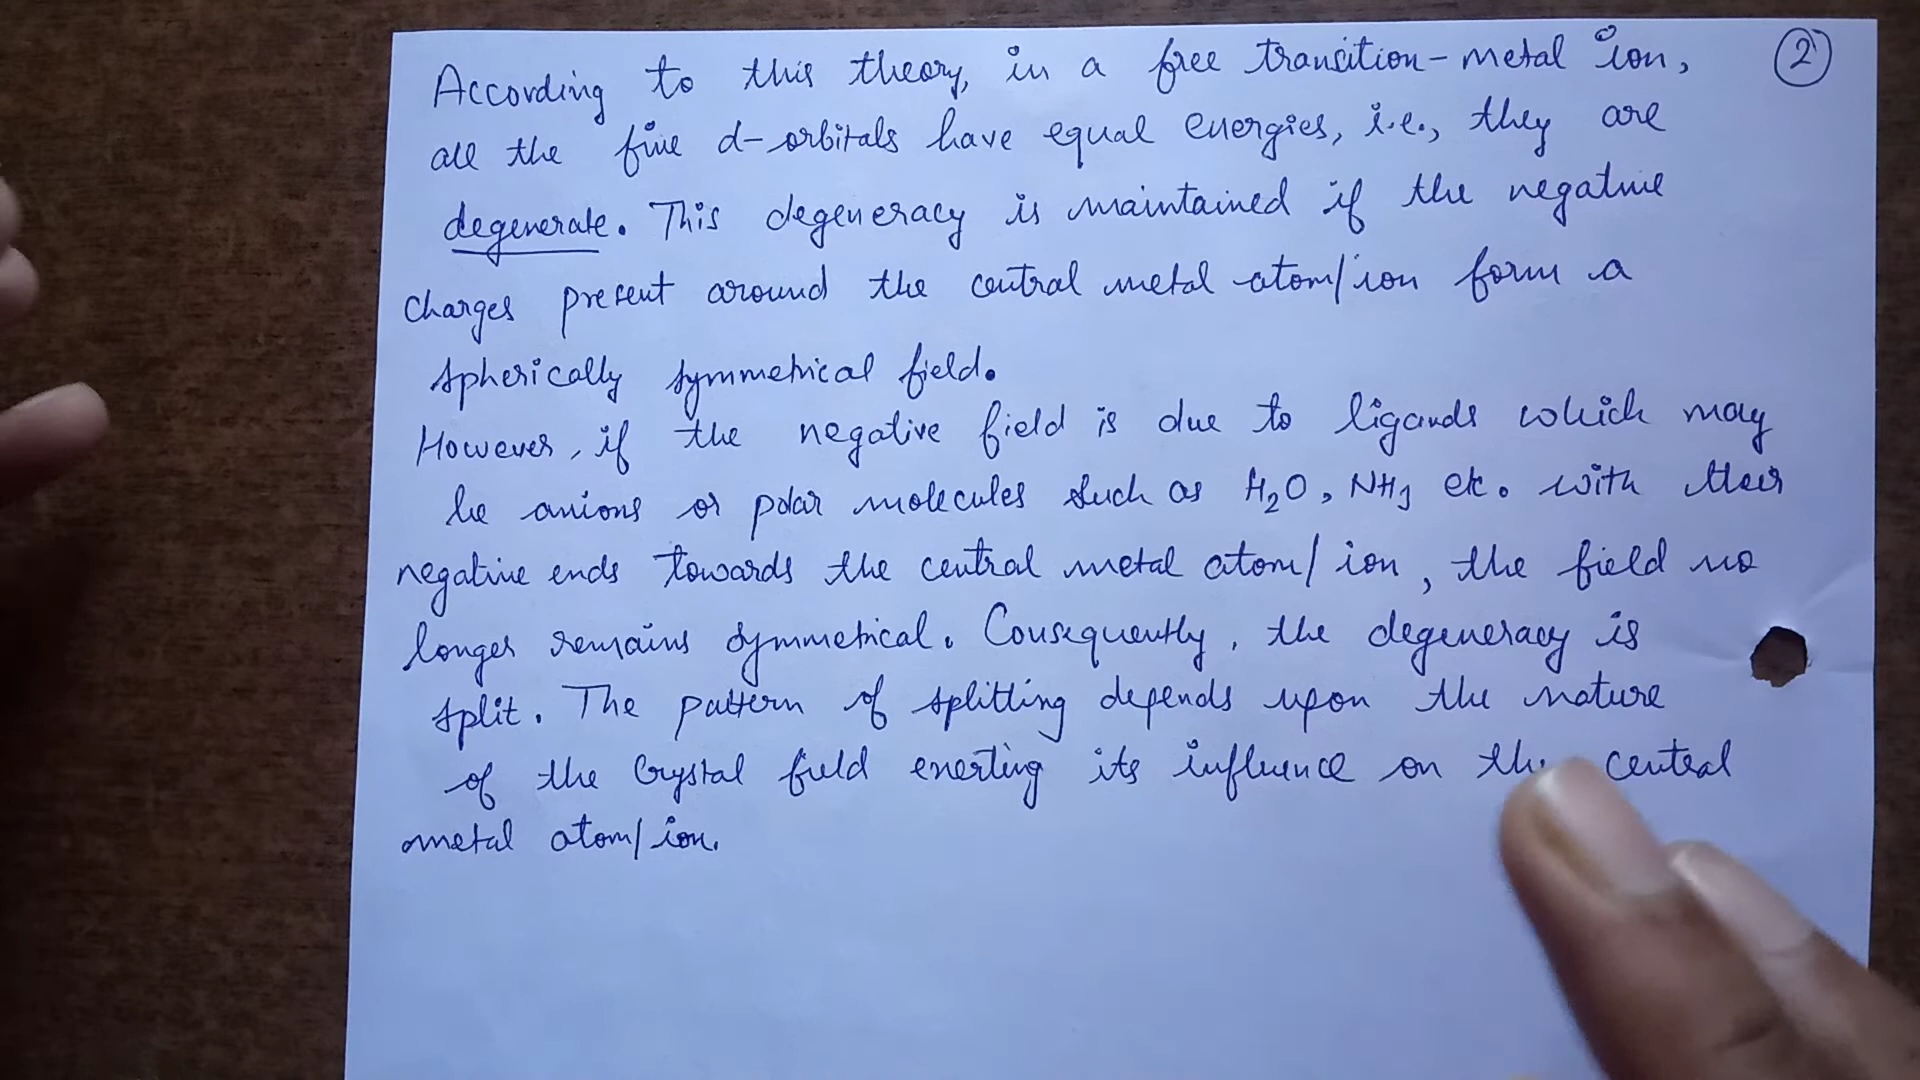 According to this theory, in a free transition-metal ion, ②
all the five d-orbitals have equal energies, i.e., they are
degenerate. This degeneracy is maintained if the negative
charges present around the central metal atom/ion form a
spherically symmetrical field.
However, if the negative field is due to ligands which may
be anions or polar molecules such as H₂O, NH₃ etc. with their
negative ends towards the central metal atom/ion, the field no
longer remains symmetrical. Consequently, the degeneracy is
split. The pattern of splitting depends upon the nature
of the Crystal field exerting its influence on the central
metal atom/ion.